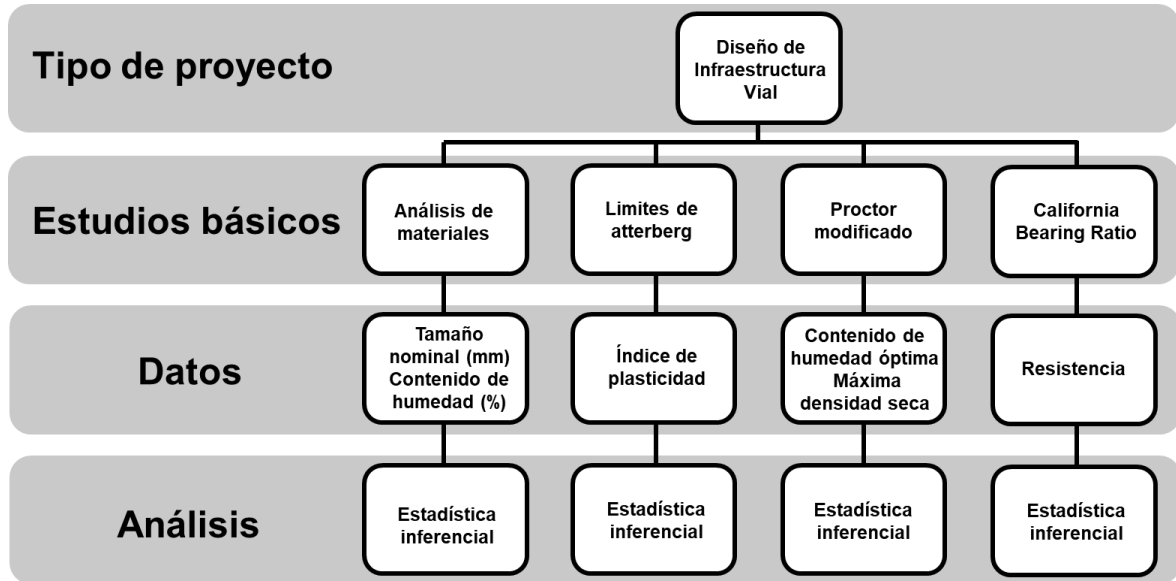 Tipo de proyecto
Diseño de
Infraestructura
Vial
Estudios básicos
Análisis de
materiales
Limites de
atterberg
Proctor
modificado
California
Bearing Ratio
Datos
Tamaño
nominal (mm)
Contenido de
humedad (%)
Índice de
plasticidad
Contenido de
humedad óptima
Máxima
densidad seca
Resistencia
Análisis
Estadística
inferencial
Estadística
inferencial
Estadística
inferencial
Estadística
inferencial